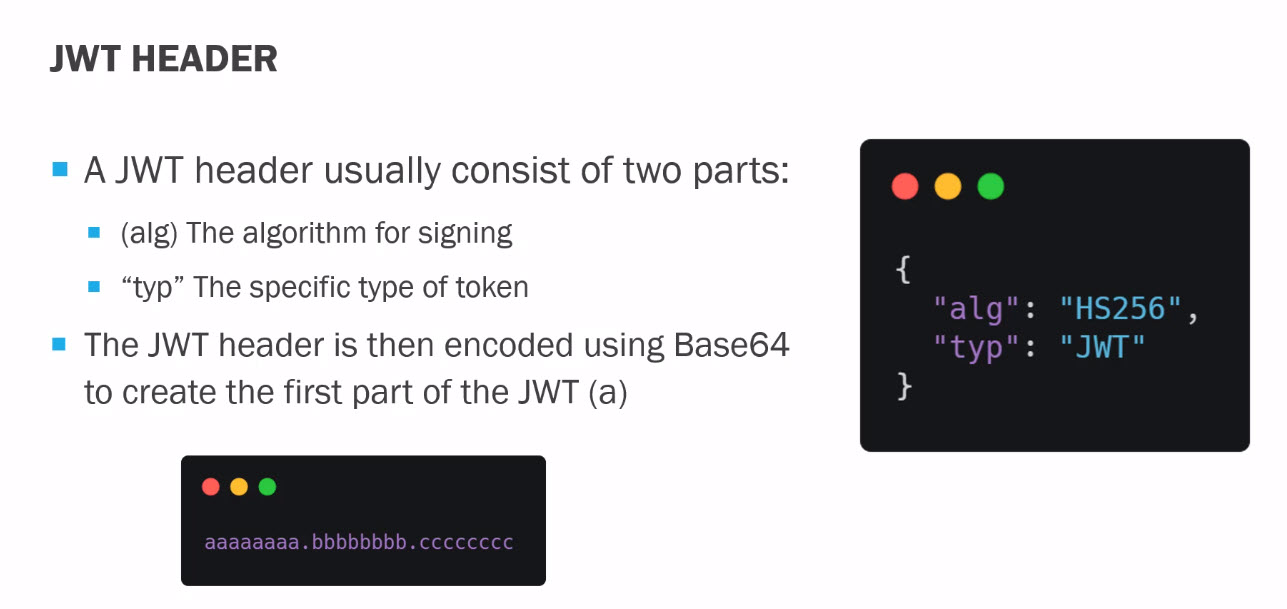 JWT HEADER
A JWT header usually consist of two parts:
(alg) The algorithm for signing
“typ” The specific type of token
The JWT header is then encoded using Base64
to create the first part of the JWT (a)
aaaaaaaa.bbbbbbbb.cccccccc
{
"alg": "HS256",
"typ": "JWT"
}